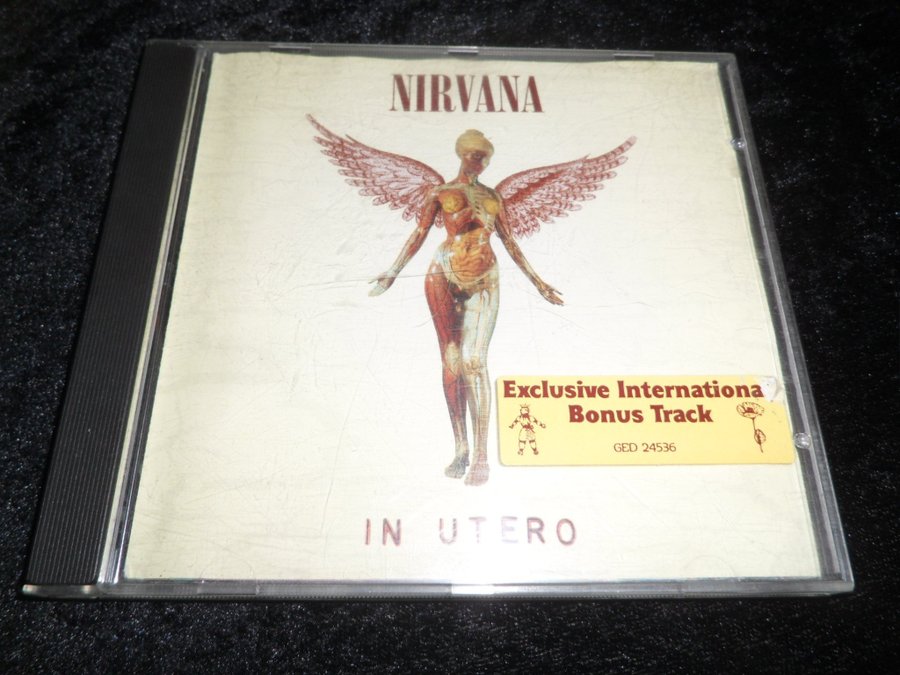 NIRVANA
Exclusive Internationa
Bonus Track
GED 24536
IN UTERO